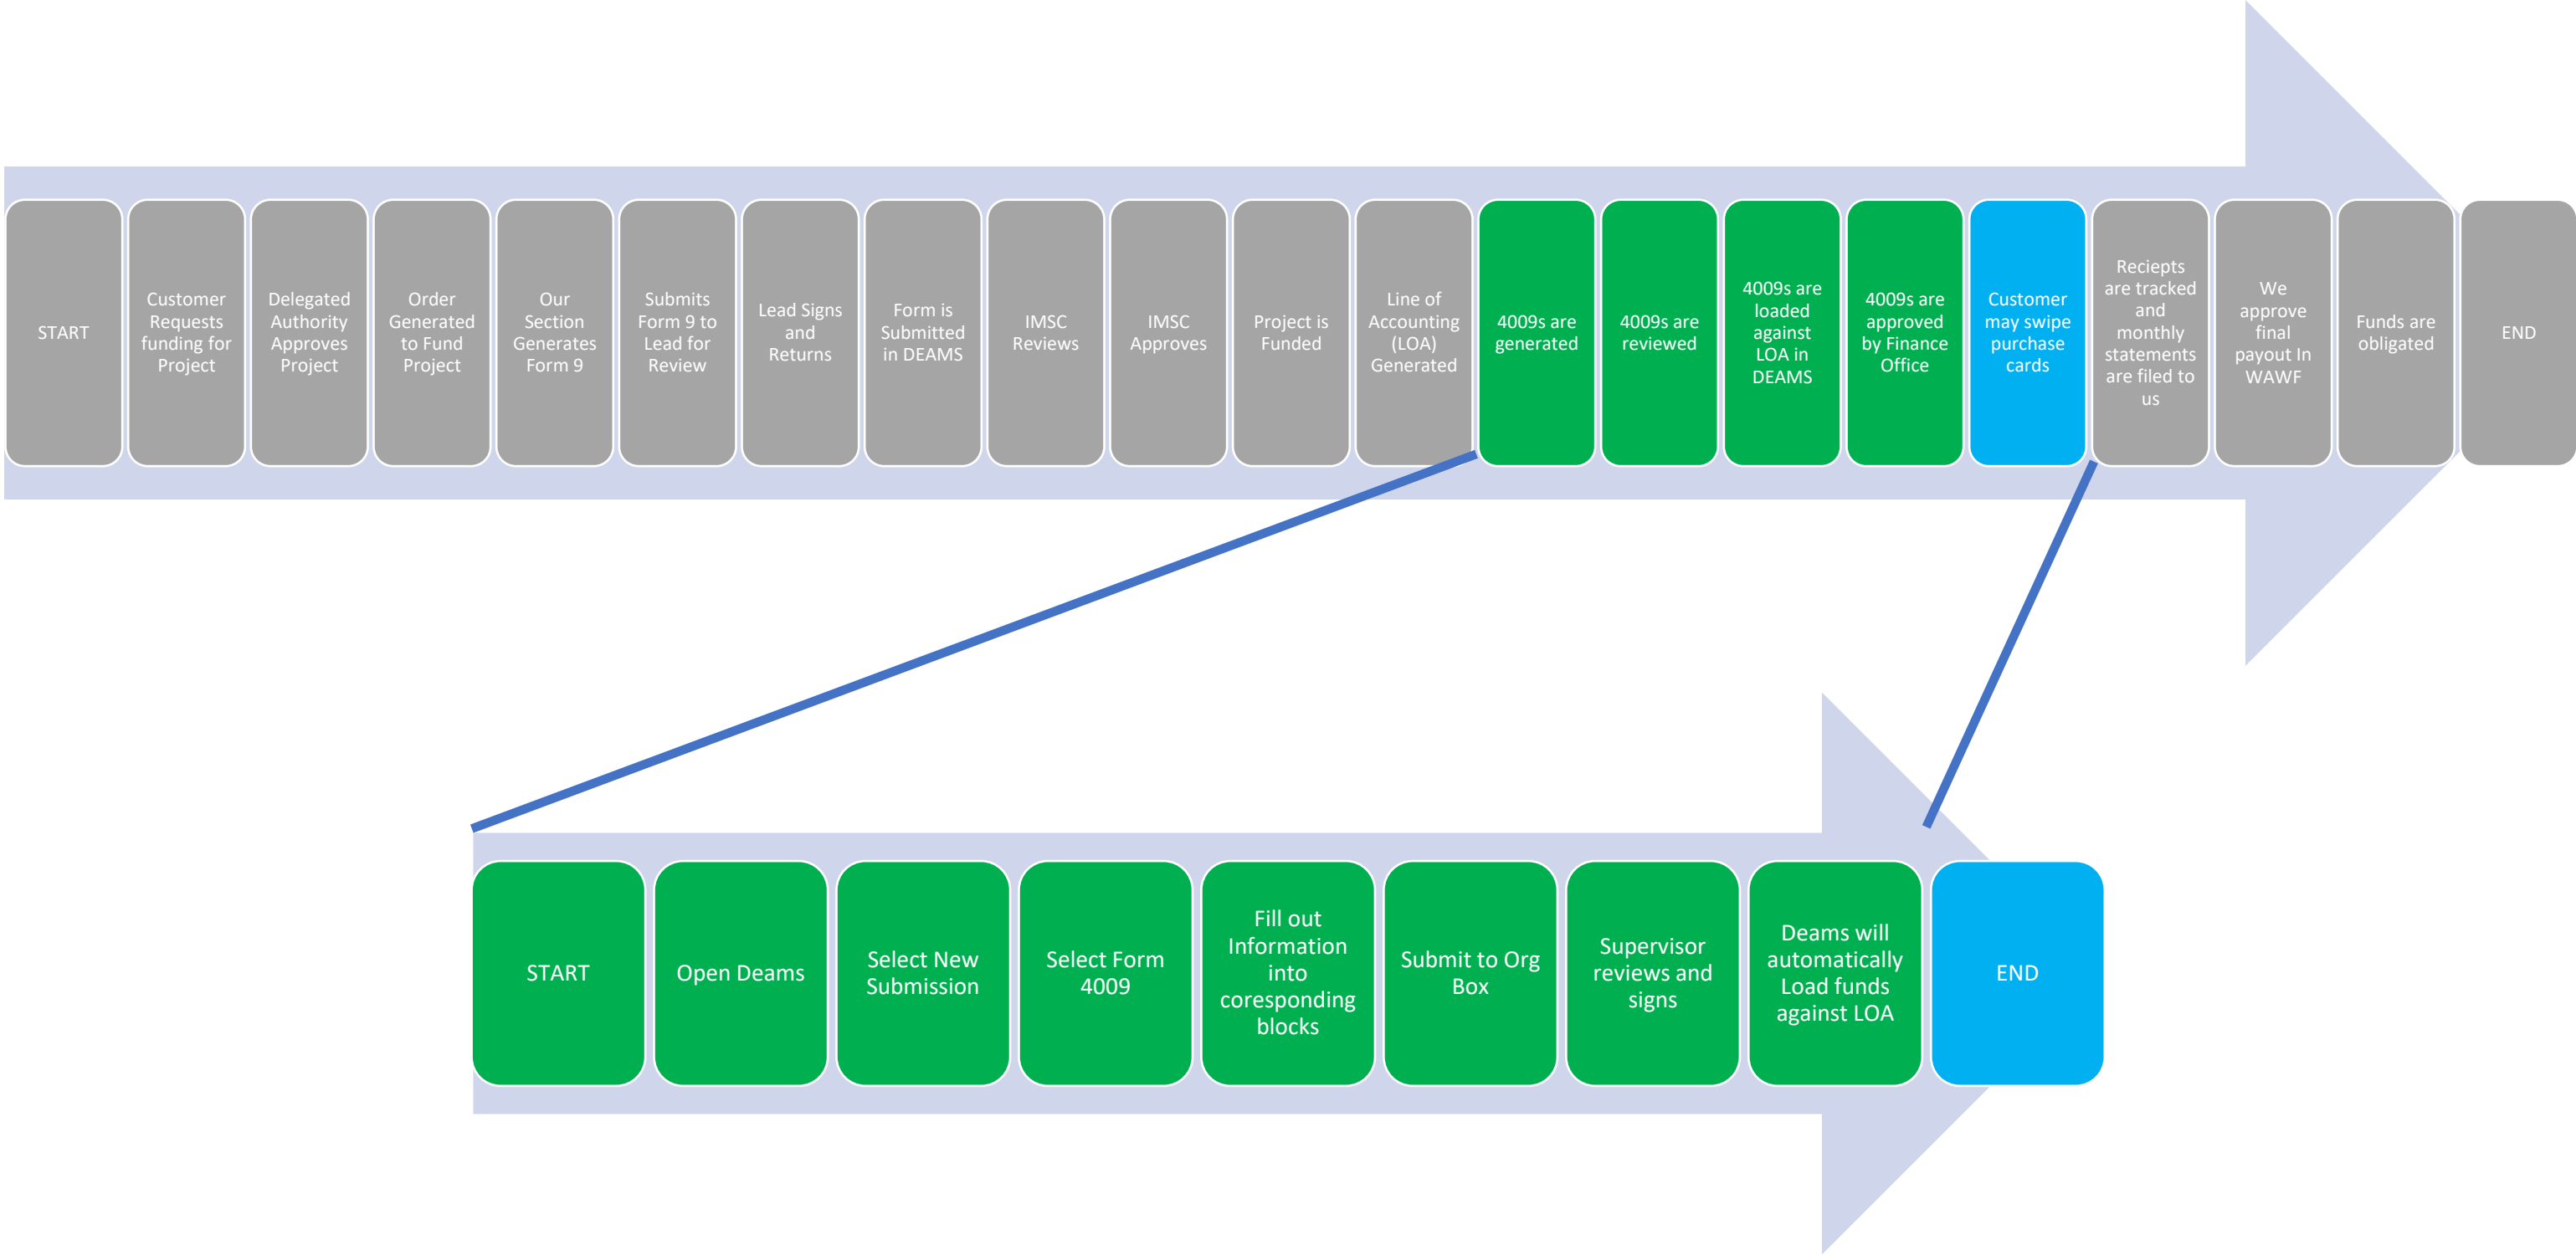 START
Customer
Requests
funding for
Project
Delegated
Authority
Approves
Project
Order
Generated
to Fund
Project
Our
Section
Generates
Form 9
Submits
Form 9 to
Lead for
Review
Lead Signs
and
Returns
Form is
Submitted
in DEAMS
IMSC
Reviews
IMSC
Approves
Project is
Funded
Line of
Accounting
(LOA)
Generated
4009s are
generated
4009s are
reviewed
4009s are
loaded
against
LOA in
DEAMS
4009s are
approved
by Finance
Office
Customer
may swipe
purchase
cards
Reciepts
are tracked
and
monthly
statements
are filed to
us
We
approve
final
payout In
WAWF
Funds are
obligated
END
START
Open Deams
Select New
Submission
Select Form
4009
Fill out
Information
into
coresponding
blocks
Submit to Org
Box
Supervisor
reviews and
signs
Deams will
automatically
Load funds
against LOA
END